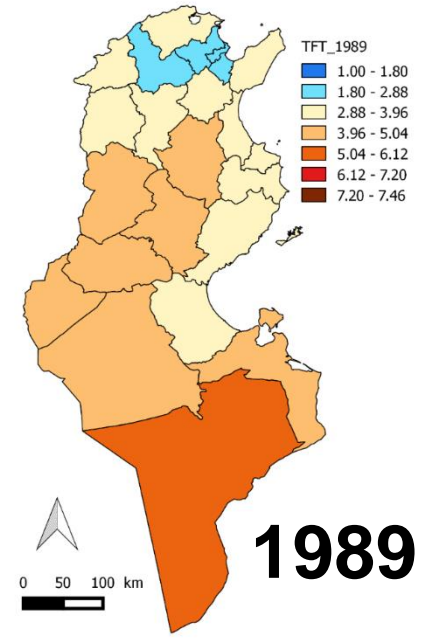 TFT_1989
1.00 - 1.80
1.80 - 2.88
2.88 - 3.96
3.96 - 5.04
5.04 - 6.12
6.12 - 7.20
7.20 - 7.46
1989
0 50 100 km